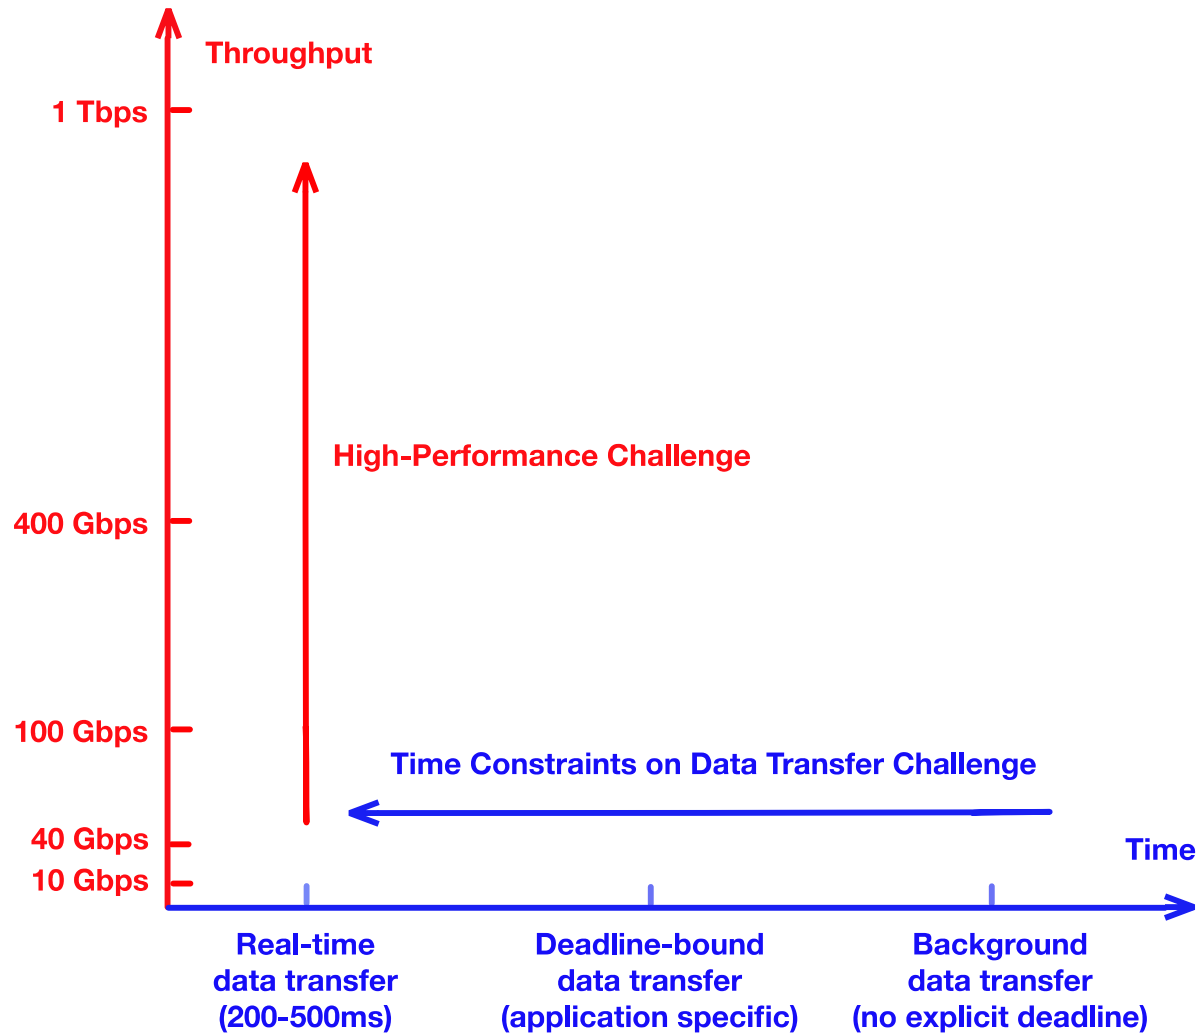 Throughput
1 Tbps
High-Performance Challenge
400 Gbps
100 Gbps
Time Constraints on Data Transfer Challenge
40 Gbps
Time
10 Gbps
Real-time
data transfer
(200-500ms)
Deadline-bound
data transfer
(application specific)
Background
data transfer
(no explicit deadline)